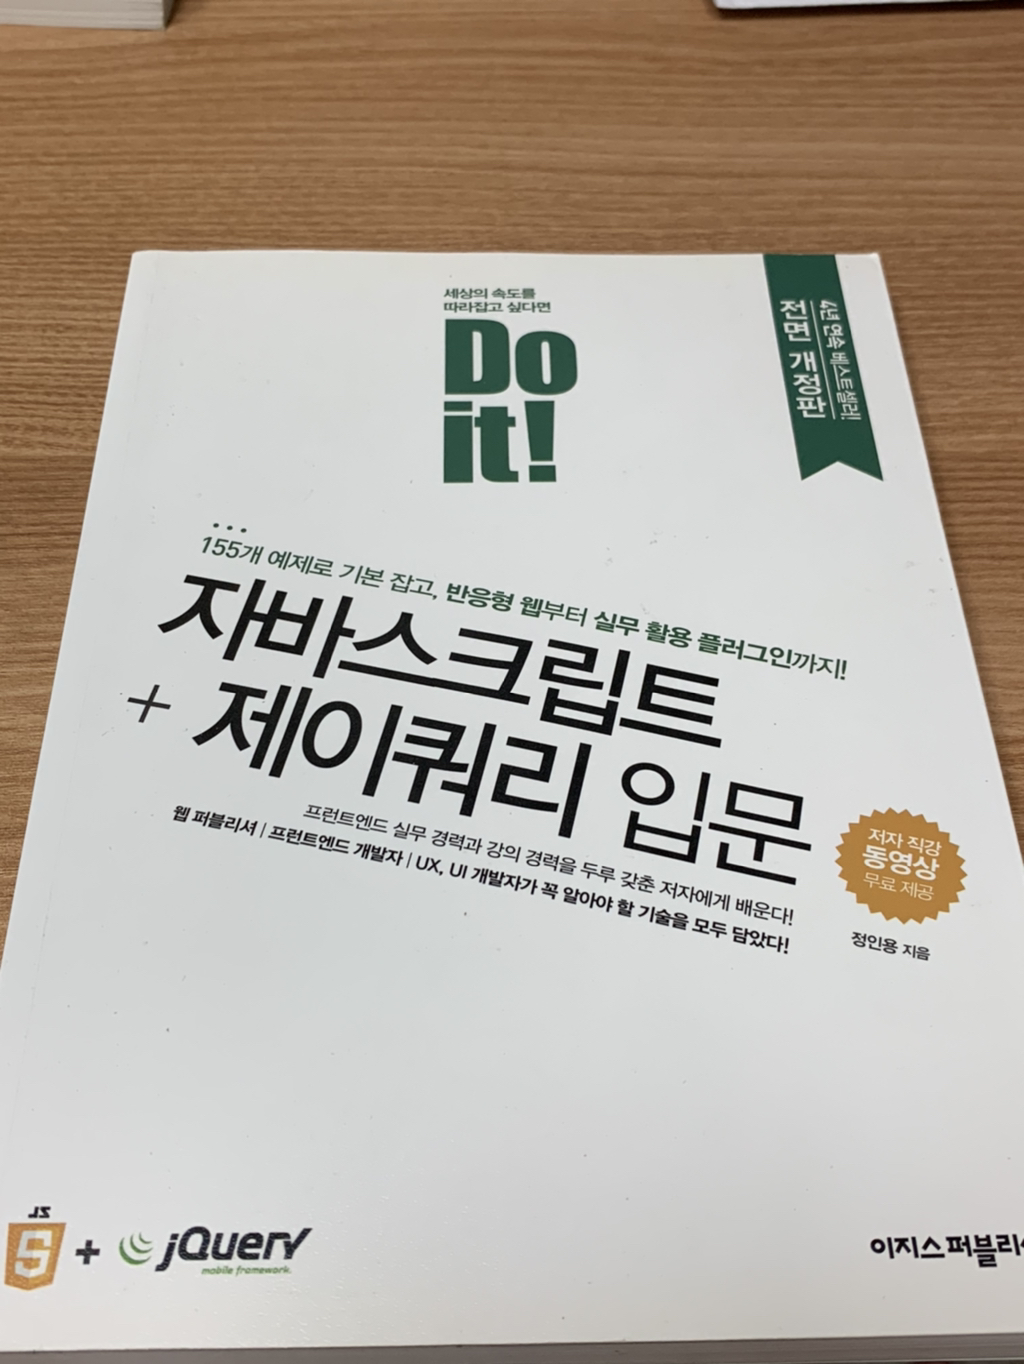 세상의 속도를
따라잡고 싶다면
Do
it!
4년 연속 베스트셀러!
전면 개정판
155개 예제로 기본 잡고, 반응형 웹부터 실무 활용 플러그인까지!
자바스크립트
+ 제이쿼리 입문
프런트엔드 실무 경력과 강의 경력을 두루 갖춘 저자에게 배운다!
웹 퍼블리셔 | 프런트엔드 개발자 | UX, UI 개발자가 꼭 알아야 할 기술을 모두 담았다!
저자 직강
동영상
무료 제공
정인용 지음
JS
5 + jQuery
mobile framework.
이지스퍼블리